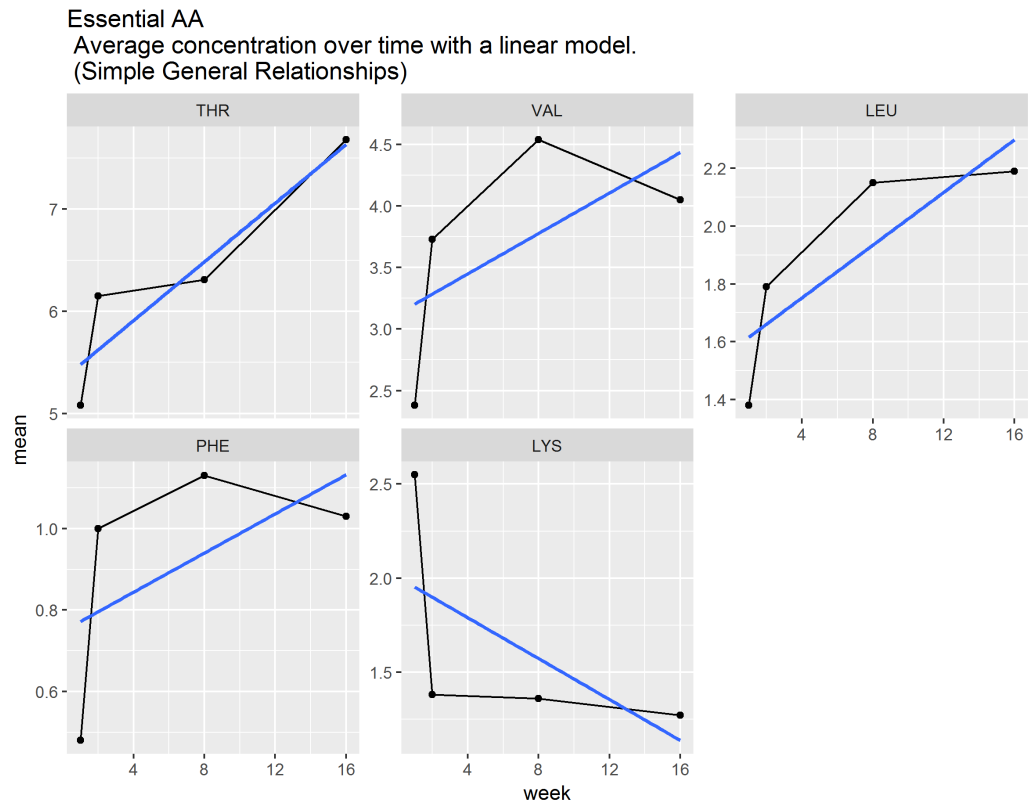 Essential AA
Average concentration over time with a linear model.
(Simple General Relationships)
THR
VAL
LEU
7
6
5
4.5
4.0
3.5
3.0
2.5
2.2
2.0
1.8
1.6
1.4
4 8 12 16
mean
PHE
LYS
1.0
0.8
0.6
2.5
2.0
1.5
4 8 12 16
4 8 12 16
week